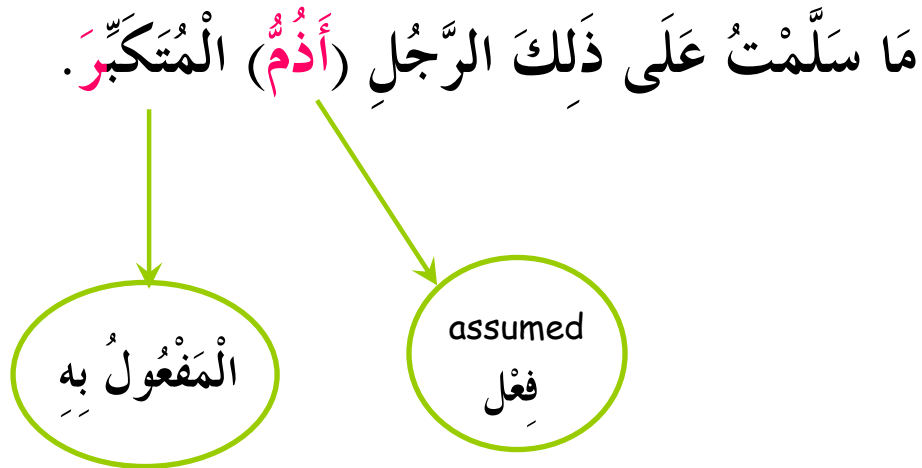 مَا سَلَّمْتُ عَلَى ذَلِكَ الرَّجُلِ (أَذُمُّ) الْمُتَكَبِّرَ.
assumed
فِعْل
الْمَفْعُولُ بِهِ